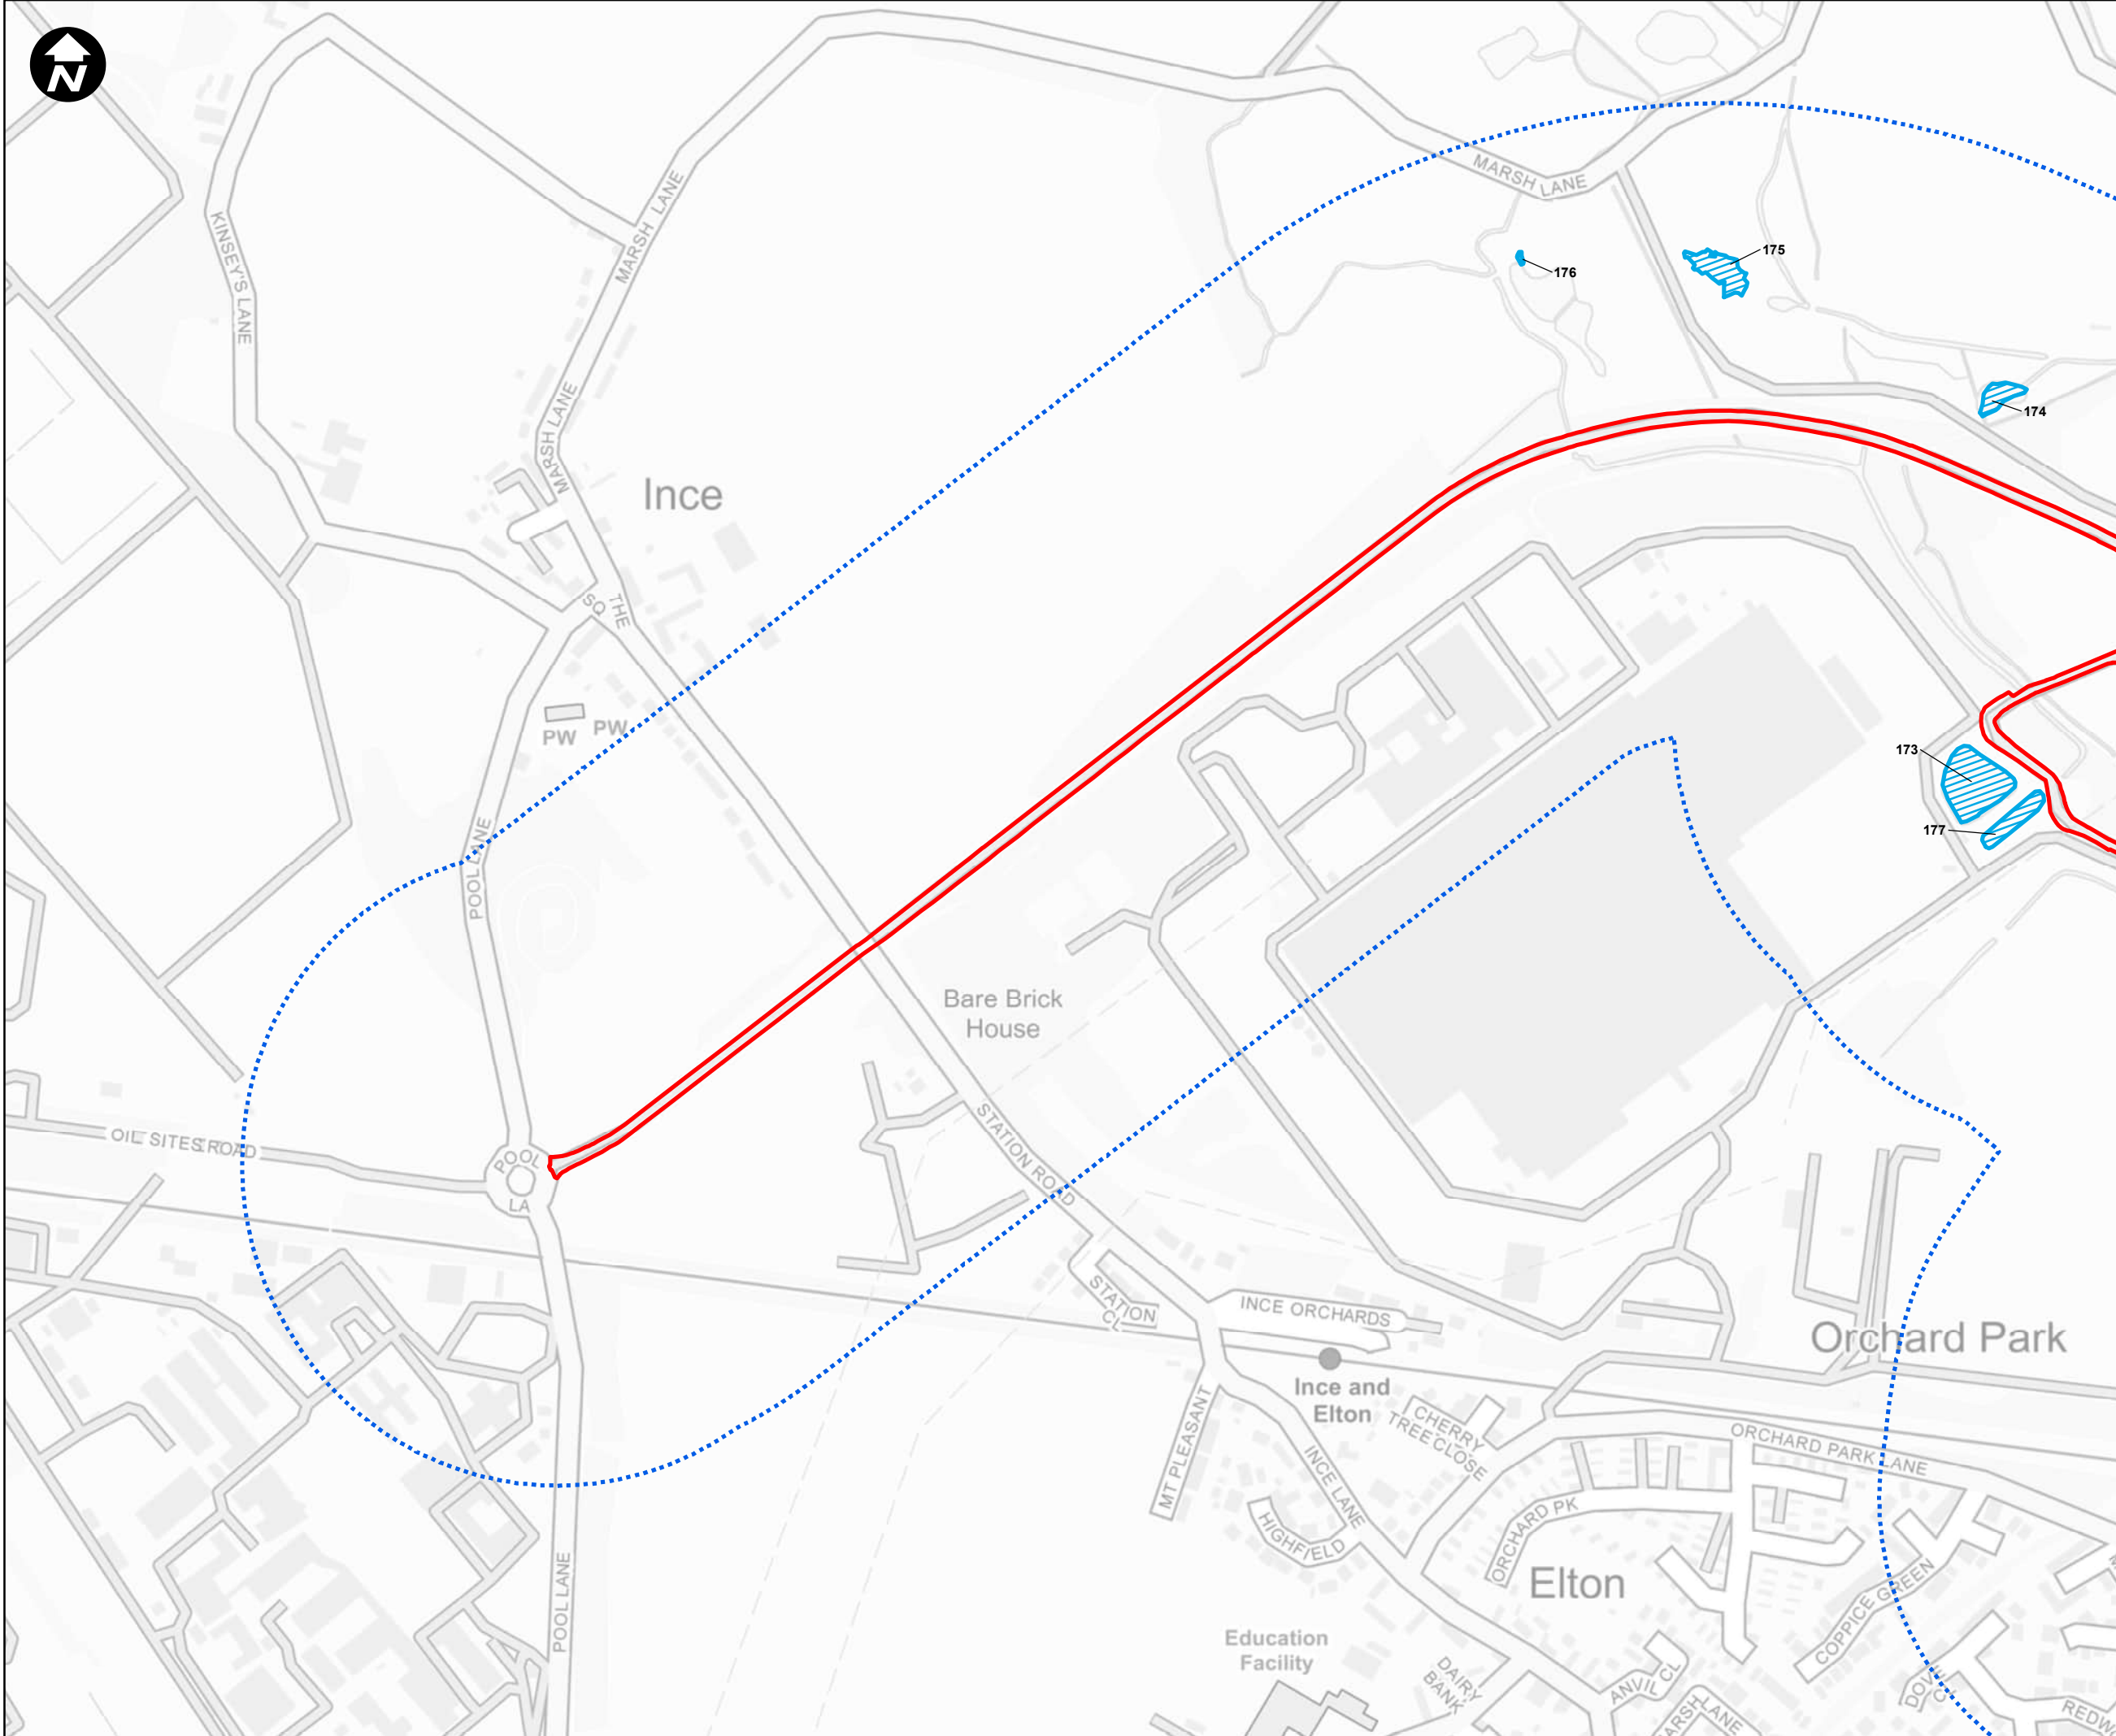 N
MARSH LANE
176
175
174
KINSEY'S LANE
MARSH LANE
MARSH LANE
Ince
THE
SQ
PW
PW
173
177
POOL LANE
Bare Brick
House
OIL SITES ROAD
POOL
LA
STATION ROAD
STATION
CL
INCE ORCHARDS
Orchard Park
Ince and
Elton
MT PLEASANT
CHERRY
TREE CLOSE
ORCHARD PARK LANE
INCE LANE
HIGHFIELD
ORCHARD PK
Elton
COPPICE GREEN
POOL LANE
Education
Facility
DAIRY
BANK
ANVIL CL
ARSH LANE
REDW